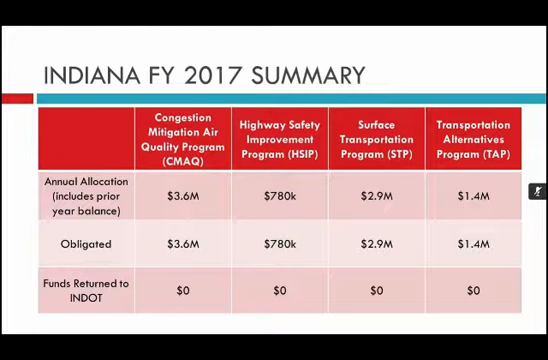 INDIANA FY 2017 SUMMARY
Congestion
Mitigation Air
Quality Program
(CMAQ)
Highway Safety
Improvement
Program (HSIP)
Surface
Transportation
Program (STP)
Transportation
Alternatives
Program (TAP)
Annual Allocation
(includes prior
year balance)
$3.6M
$780k
$2.9M
$1.4M
Obligated
$3.6M
$780k
$2.9M
$1.4M
Funds Returned to
INDOT
$0
$0
$0
$0